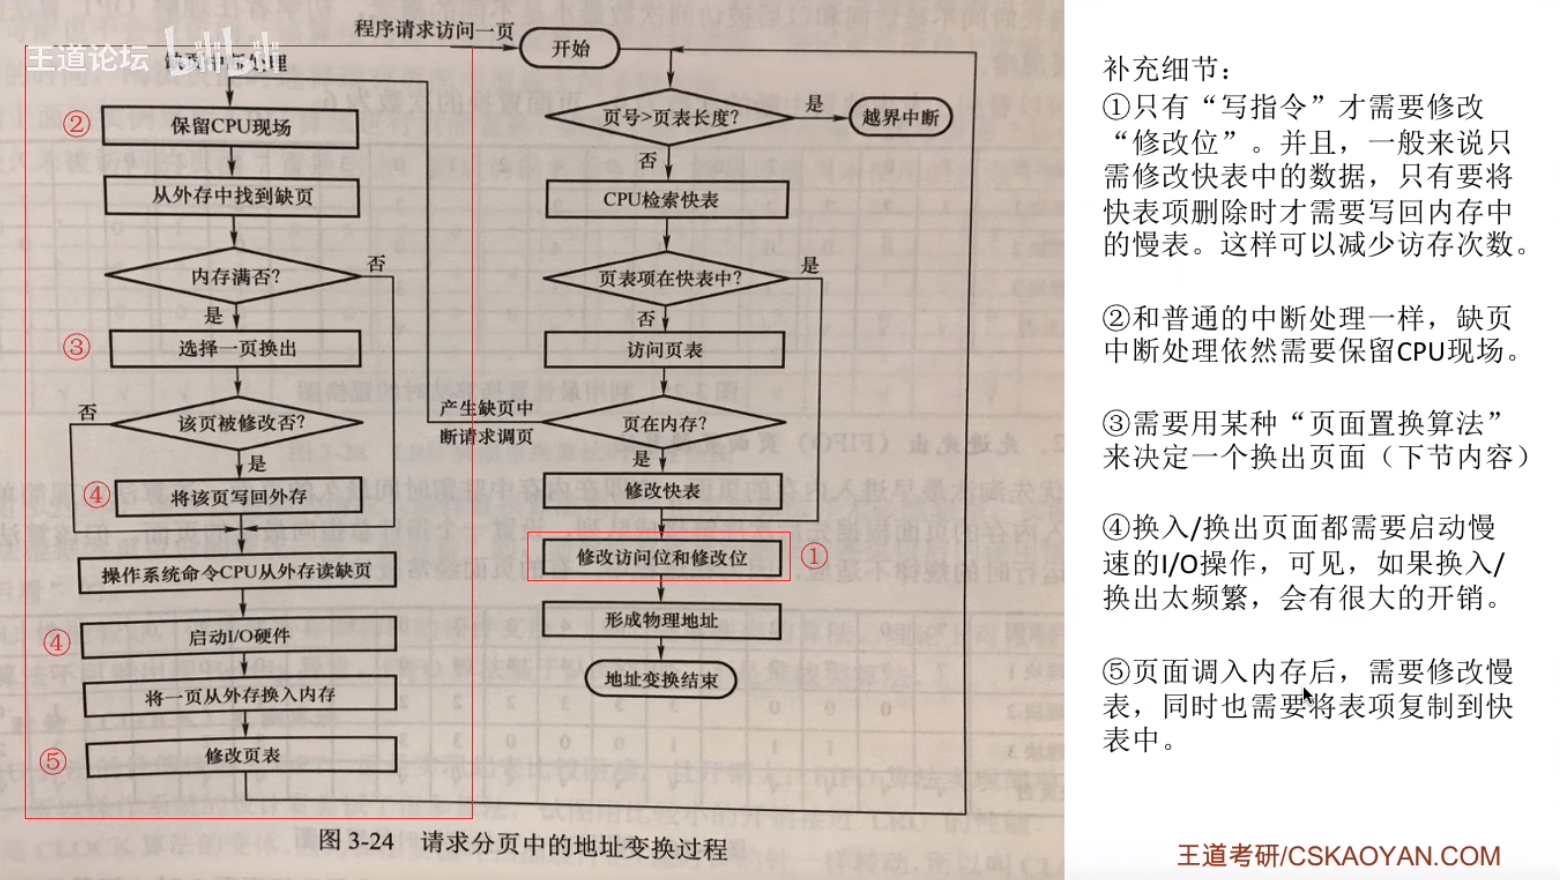 王道论坛
程序请求访问一页
开始
页号>页表长度?
是
越界中断
否
CPU检索快表
页表项在快表中?
是
否
访问页表
页在内存?
产生缺页中
断请求调页
是
修改快表
修改访问位和修改位
①
形成物理地址
地址变换结束
缺页中断处理
②
保留CPU现场
从外存中找到缺页
内存满否?
否
是
③
选择一页换出
该页被修改否?
否
是
④
将该页写回外存
操作系统命令CPU从外存读缺页
④
启动I/O硬件
将一页从外存换入内存
⑤
修改页表
图 3-24 请求分页中的地址变换过程
补充细节：
①只有“写指令”才需要修改
“修改位”。并且，一般来说只
需修改快表中的数据，只有要将
快表项删除时才需要写回内存中
的慢表。这样可以减少访存次数。
②和普通的中断处理一样，缺页
中断处理依然需要保留CPU现场。
③需要用某种“页面置换算法”
来决定一个换出页面（下节内容）
④换入/换出页面都需要启动慢
速的I/O操作，可见，如果换入/
换出太频繁，会有很大的开销。
⑤页面调入内存后，需要修改慢
表，同时也需要将表项复制到快
表中。
王道考研/CSKAOYAN.COM